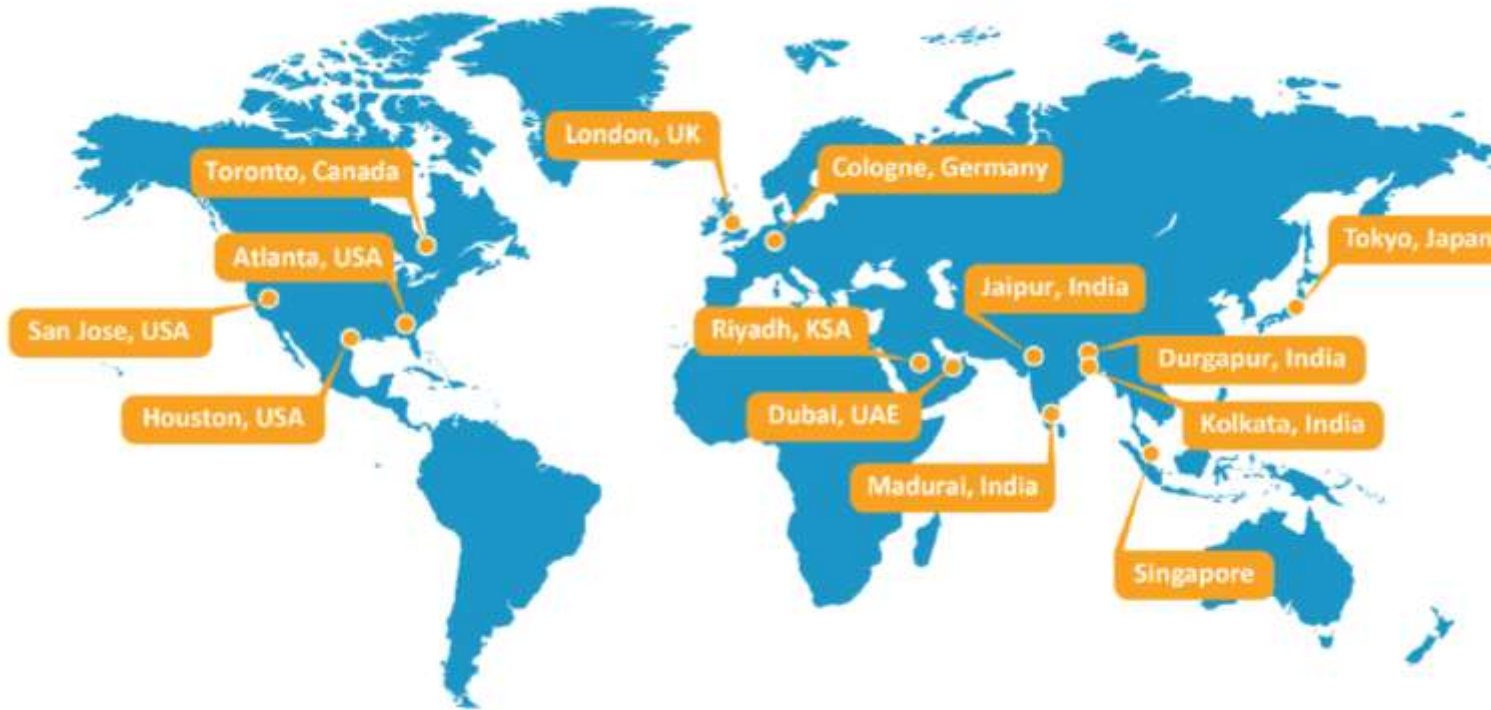 London, UK
Cologne, Germany
Toronto, Canada
Tokyo, Japan
Atlanta, USA
Jaipur, India
San Jose, USA
Riyadh, KSA
Durgapur, India
Houston, USA
Dubai, UAE
Kolkata, India
Madurai, India
Singapore